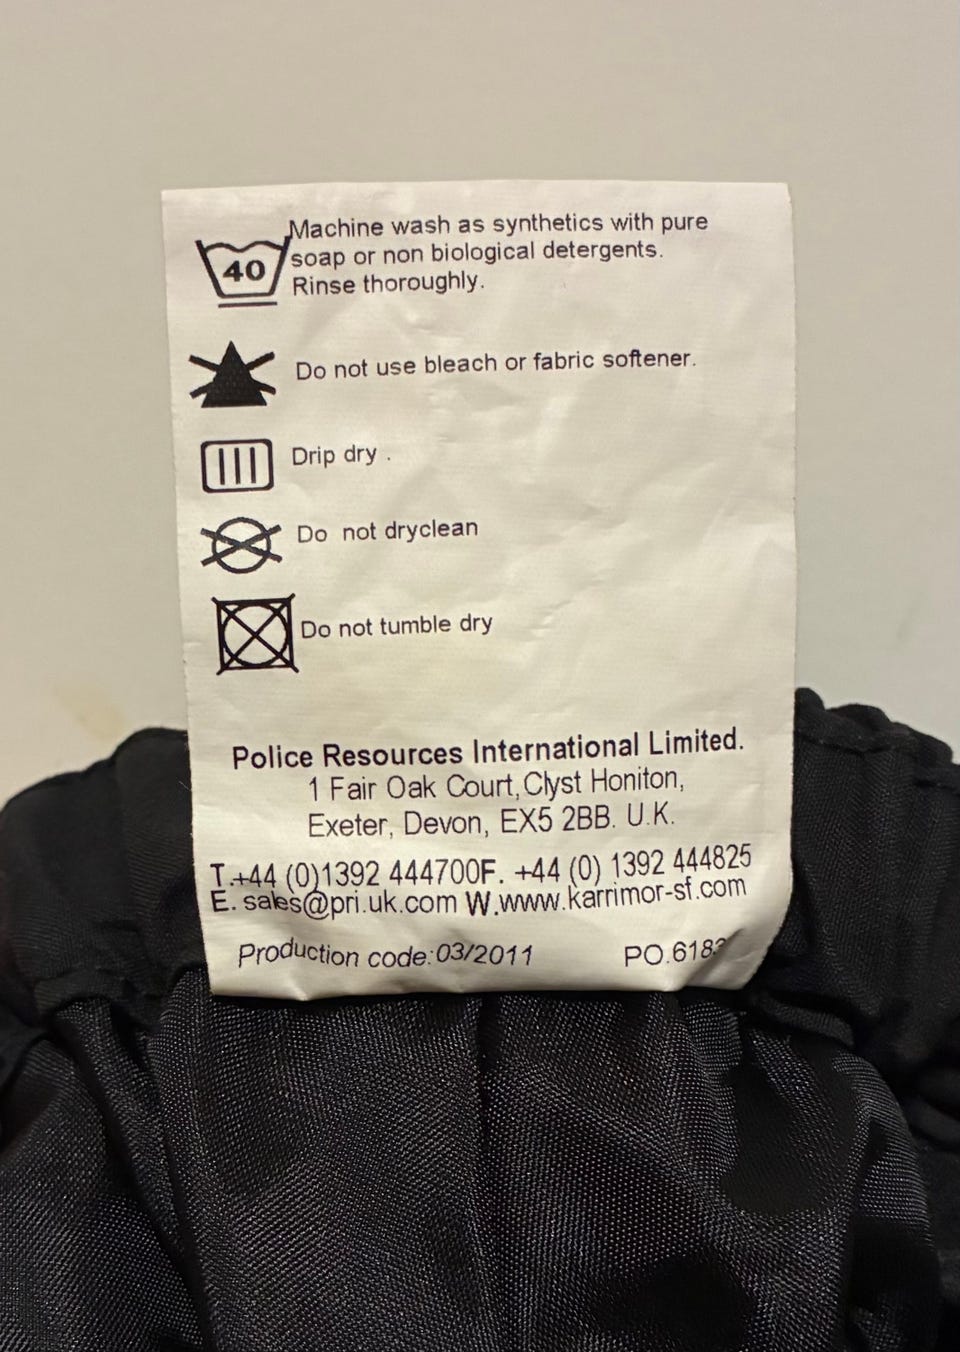 Machine wash as synthetics with pure
40
soap or non biological detergents.
Rinse thoroughly.
Do not use bleach or fabric softener.
Drip dry .
Do not dryclean
Do not tumble dry
Police Resources International Limited.
1 Fair Oak Court,Clyst Honiton,
Exeter, Devon, EX5 2BB. U.K.
T.+44 (0)1392 444700F. +44 (0) 1392 444825
E. sales@pri.uk.com W.www.karrimor-sf.com
Production code:03/2011